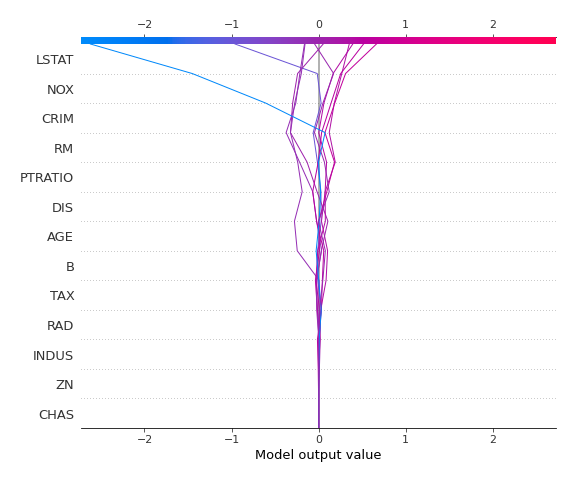 −2 −1 0 1 2
LSTAT
NOX
CRIM
RM
PTRATIO
DIS
AGE
B
TAX
RAD
INDUS
ZN
CHAS
−2 −1 0 1 2
Model output value